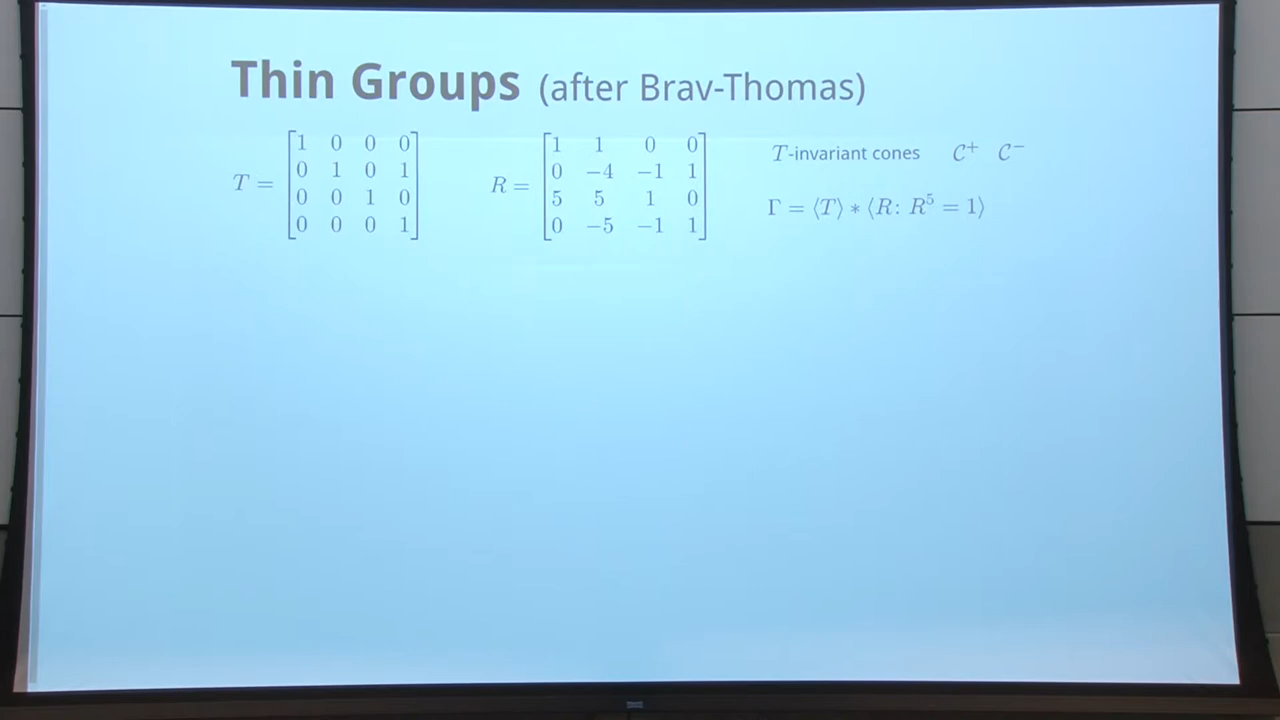 Thin Groups (after Brav-Thomas)
T = [1 0 0 0; 0 1 0 1; 0 0 1 0; 0 0 0 1]
R = [1 1 0 0; 0 −4 −1 1; 5 5 1 0; 0 −5 −1 1]
T-invariant cones 𝒞⁺ 𝒞⁻
Γ = ⟨T⟩ ∗ ⟨R: R⁵ = 1⟩